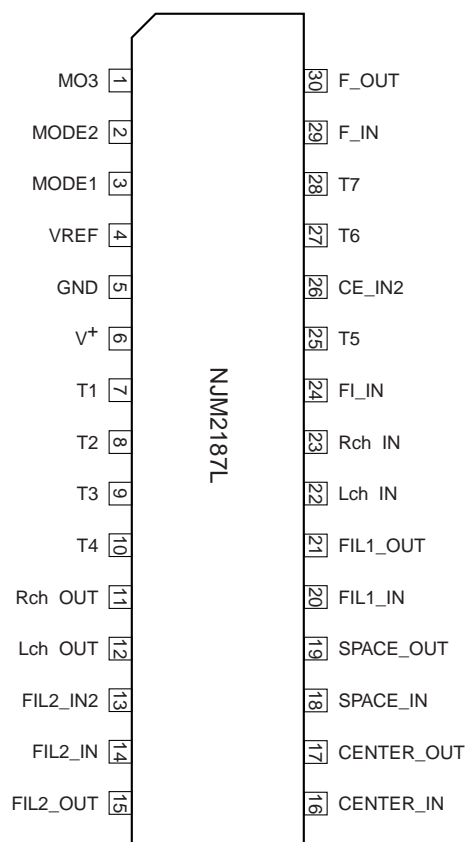 MO3 1 30 F_OUT
MODE2 2 29 F_IN
MODE1 3 28 T7
VREF 4 27 T6
GND 5 26 CE_IN2
V+ 6 25 T5
T1 7 24 FI_IN
T2 8 23 Rch IN
T3 9 22 Lch IN
T4 10 21 FIL1_OUT
Rch OUT 11 20 FIL1_IN
Lch OUT 12 19 SPACE_OUT
FIL2_IN2 13 18 SPACE_IN
FIL2_IN 14 17 CENTER_OUT
FIL2_OUT 15 16 CENTER_IN
NJM2187L